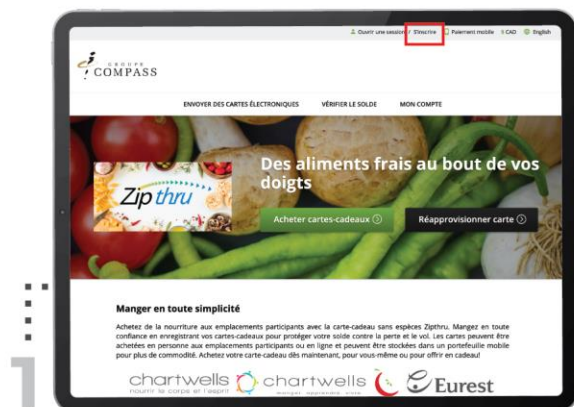 Ouvrir une session / S'inscrire Paiement mobile $ CAD English
GROUPE
COMPASS
ENVOYER DES CARTES ÉLECTRONIQUES VÉRIFIER LE SOLDE MON COMPTE
Zip thru
Des aliments frais au bout de vos
doigts
Acheter cartes-cadeaux
Réapprovisionner carte
Manger en toute simplicité
Achetez de la nourriture aux emplacements participants avec la carte-cadeau sans espèces Zipthru. Mangez en toute
confiance en enregistrant vos cartes-cadeaux pour protéger votre solde contre la perte et le vol. Les cartes peuvent être
achetées en personne aux emplacements participants ou en ligne et peuvent être stockées dans un portefeuille mobile
pour plus de commodité. Achetez votre carte-cadeau dès maintenant, pour vous-même ou pour offrir en cadeau!
chartwells
nourrir le corps et l'esprit
chartwells
manger apprendre vivre
Eurest
1